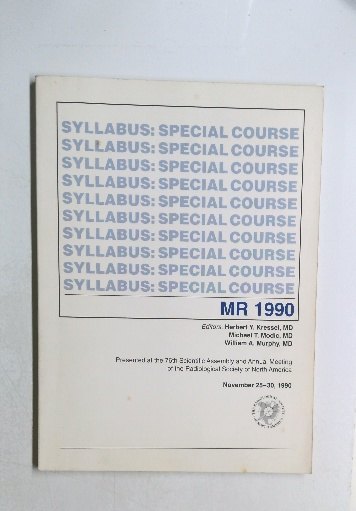 SYLLABUS: SPECIAL COURSE
SYLLABUS: SPECIAL COURSE
SYLLABUS: SPECIAL COURSE
SYLLABUS: SPECIAL COURSE
SYLLABUS: SPECIAL COURSE
SYLLABUS: SPECIAL COURSE
SYLLABUS: SPECIAL COURSE
SYLLABUS: SPECIAL COURSE
SYLLABUS: SPECIAL COURSE
SYLLABUS: SPECIAL COURSE
MR 1990
Editors: Herbert Y. Kressel, MD
Michael T. Modic, MD
William A. Murphy, MD
Presented at the 76th Scientific Assembly and Annual Meeting
of the Radiological Society of North America
November 25–30, 1990